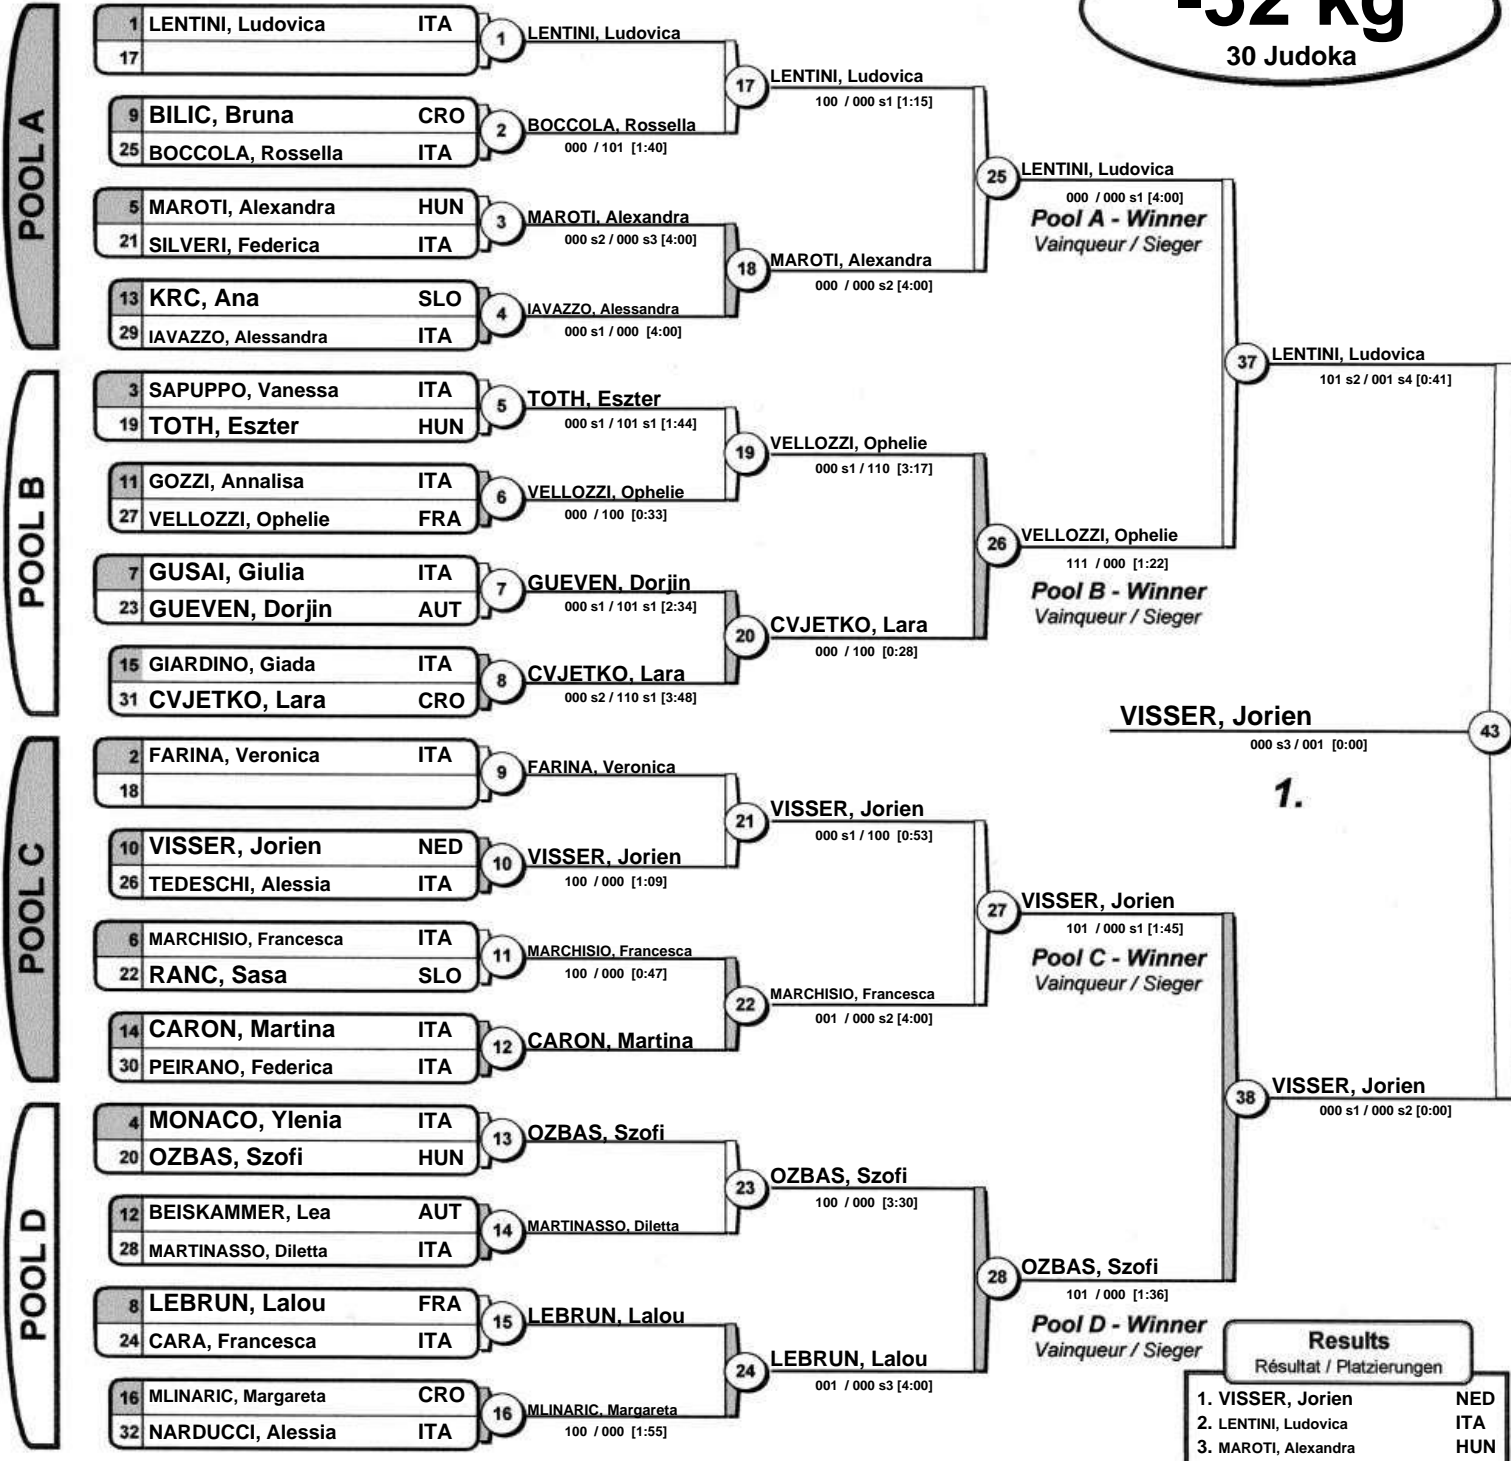 -52 kg
30 Judoka
POOL A
1 LENTINI, Ludovica ITA
17
1 LENTINI, Ludovica
9 BILIC, Bruna CRO
25 BOCCOLA, Rossella ITA
2 BOCCOLA, Rossella
000 / 101 [1:40]
17 LENTINI, Ludovica
100 / 000 s1 [1:15]
5 MAROTI, Alexandra HUN
21 SILVERI, Federica ITA
3 MAROTI, Alexandra
000 s2 / 000 s3 [4:00]
13 KRC, Ana SLO
29 IAVAZZO, Alessandra ITA
4 IAVAZZO, Alessandra
000 s1 / 000 [4:00]
18 MAROTI, Alexandra
000 / 000 s2 [4:00]
25 LENTINI, Ludovica
000 / 000 s1 [4:00]
Pool A - Winner
Vainqueur / Sieger
POOL B
3 SAPUPPO, Vanessa ITA
19 TOTH, Eszter HUN
5 TOTH, Eszter
000 s1 / 101 s1 [1:44]
11 GOZZI, Annalisa ITA
27 VELLOZZI, Ophelie FRA
6 VELLOZZI, Ophelie
000 / 100 [0:33]
19 VELLOZZI, Ophelie
000 s1 / 110 [3:17]
7 GUSAI, Giulia ITA
23 GUEVEN, Dorjin AUT
7 GUEVEN, Dorjin
000 s1 / 101 s1 [2:34]
15 GIARDINO, Giada ITA
31 CVJETKO, Lara CRO
8 CVJETKO, Lara
000 s2 / 110 s1 [3:48]
20 CVJETKO, Lara
000 / 100 [0:28]
26 VELLOZZI, Ophelie
111 / 000 [1:22]
Pool B - Winner
Vainqueur / Sieger
37 LENTINI, Ludovica
101 s2 / 001 s4 [0:41]
VISSER, Jorien 43
000 s3 / 001 [0:00]
1.
POOL C
2 FARINA, Veronica ITA
18
9 FARINA, Veronica
10 VISSER, Jorien NED
26 TEDESCHI, Alessia ITA
10 VISSER, Jorien
100 / 000 [1:09]
21 VISSER, Jorien
000 s1 / 100 [0:53]
6 MARCHISIO, Francesca ITA
22 RANC, Sasa SLO
11 MARCHISIO, Francesca
100 / 000 [0:47]
14 CARON, Martina ITA
30 PEIRANO, Federica ITA
12 CARON, Martina
22 MARCHISIO, Francesca
001 / 000 s2 [4:00]
27 VISSER, Jorien
101 / 000 s1 [1:45]
Pool C - Winner
Vainqueur / Sieger
POOL D
4 MONACO, Ylenia ITA
20 OZBAS, Szofi HUN
13 OZBAS, Szofi
12 BEISKAMMER, Lea AUT
28 MARTINASSO, Diletta ITA
14 MARTINASSO, Diletta
23 OZBAS, Szofi
100 / 000 [3:30]
8 LEBRUN, Lalou FRA
24 CARA, Francesca ITA
15 LEBRUN, Lalou
16 MLINARIC, Margareta CRO
32 NARDUCCI, Alessia ITA
16 MLINARIC, Margareta
100 / 000 [1:55]
24 LEBRUN, Lalou
001 / 000 s3 [4:00]
28 OZBAS, Szofi
101 / 000 [1:36]
Pool D - Winner
Vainqueur / Sieger
38 VISSER, Jorien
000 s1 / 000 s2 [0:00]
Results
Résultat / Platzierungen
1. VISSER, Jorien NED
2. LENTINI, Ludovica ITA
3. MAROTI, Alexandra HUN